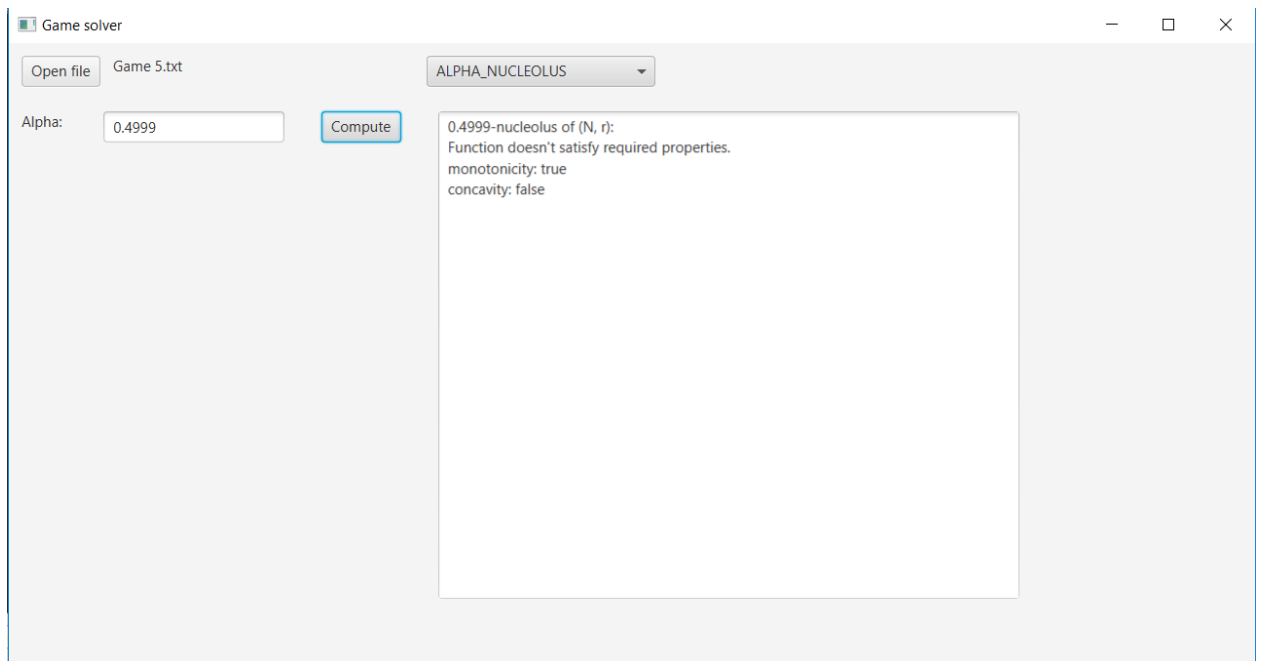 Game solver
Open file
Game 5.txt
ALPHA_NUCLEOLUS
Alpha:
0.4999
Compute
0.4999-nucleolus of (N, r):
Function doesn't satisfy required properties.
monotonicity: true
concavity: false